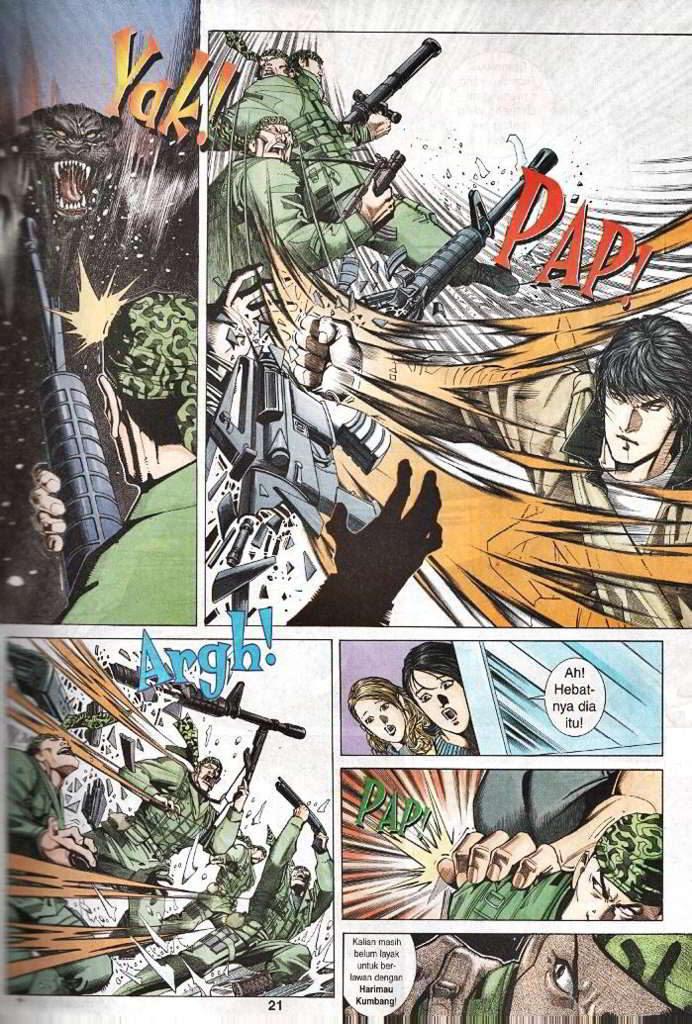 Yak!
PAP!
Argh!
Ah!
Hebat-
nya dia
itu!
PAP!
Kalian masih
belum layak
untuk ber-
lawan dengan
Harimau
Kumbang!
21